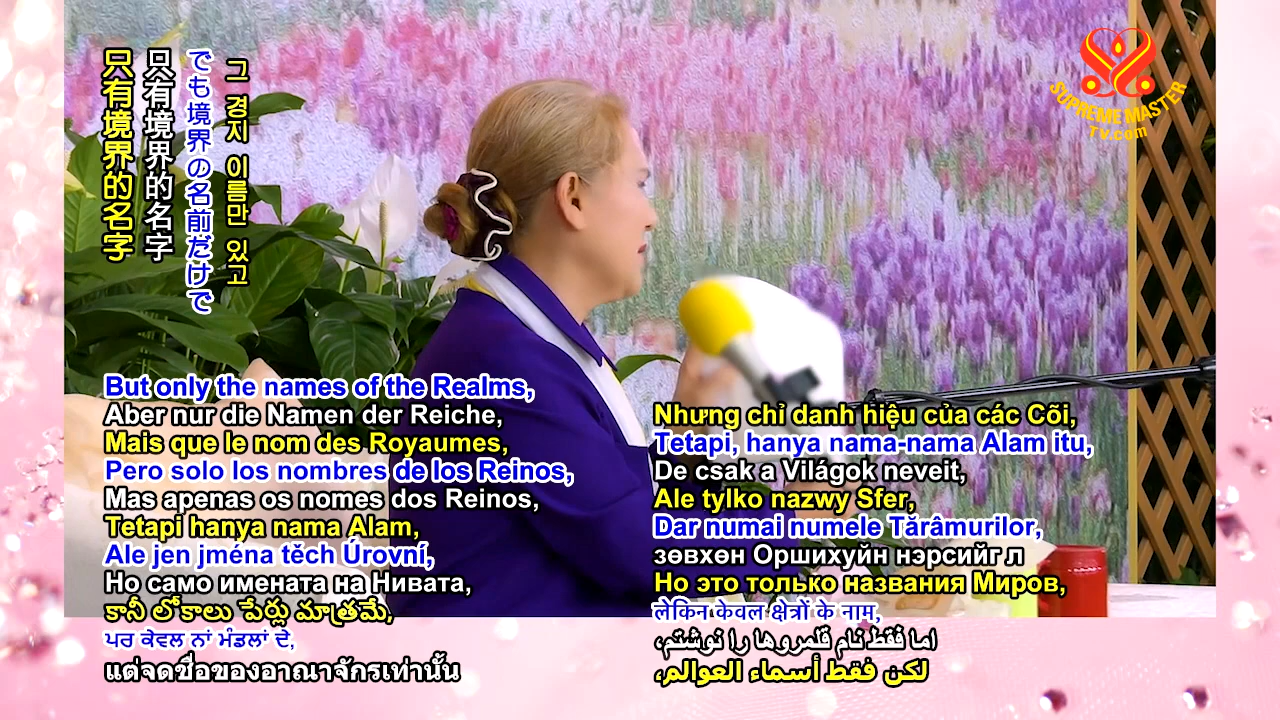 只有境界的名字
只有境界的名字
でも境界の名前だけで
그 경지 이름만 있고
SUPREME MASTER
TV.com
But only the names of the Realms,
Aber nur die Namen der Reiche,
Mais que le nom des Royaumes,
Pero solo los nombres de los Reinos,
Mas apenas os nomes dos Reinos,
Tetapi hanya nama Alam,
Ale jen jména těch Úrovní,
Но само имената на Нивата,
కానీ లోకాలు పేర్లు మాత్రమే,
ਪਰ ਕੇਵਲ ਨਾਂ ਮੰਡਲਾਂ ਦੇ,
แต่จดชื่อของอาณาจักรเท่านั้น
Nhưng chỉ danh hiệu của các Cõi,
Tetapi, hanya nama-nama Alam itu,
De csak a Világok neveit,
Ale tylko nazwy Sfer,
Dar numai numele Tărâmurilor,
зөвхөн Оршихуйн нэрсийг л
Но это только названия Миров,
लेकिन केवल क्षेत्रों के नाम,
اما فقط نام قلمروها را نوشتم،
لكن فقط أسماء العوالم،